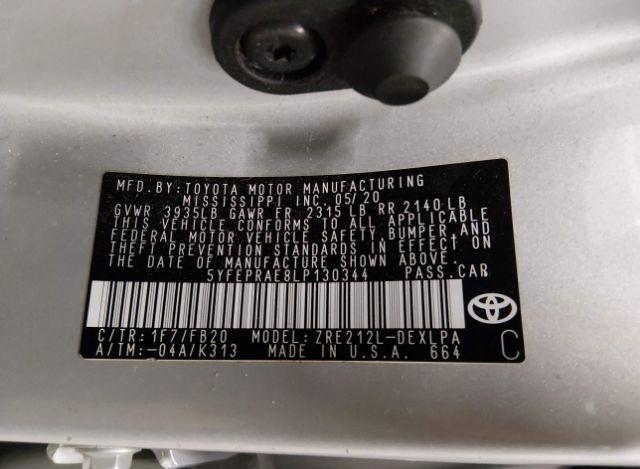 MFD. BY: TOYOTA MOTOR MANUFACTURING
MISSISSIPPI INC. 05/20
GVWR 3935LB GAWR FR 2315 LB RR 2140 LB
THIS VEHICLE CONFORMS TO ALL APPLICABLE
FEDERAL MOTOR VEHICLE SAFETY, BUMPER, AND
THEFT PREVENTION STANDARDS IN EFFECT ON
THE DATE OF MANUFACTURE SHOWN ABOVE.
5YFEPRAE8LP130344 PASS.CAR
C/TR:1F7/FB20 MODEL:ZRE212L-DEXLPA
A/TM:-04A/K313 MADE IN U.S.A. 664 C